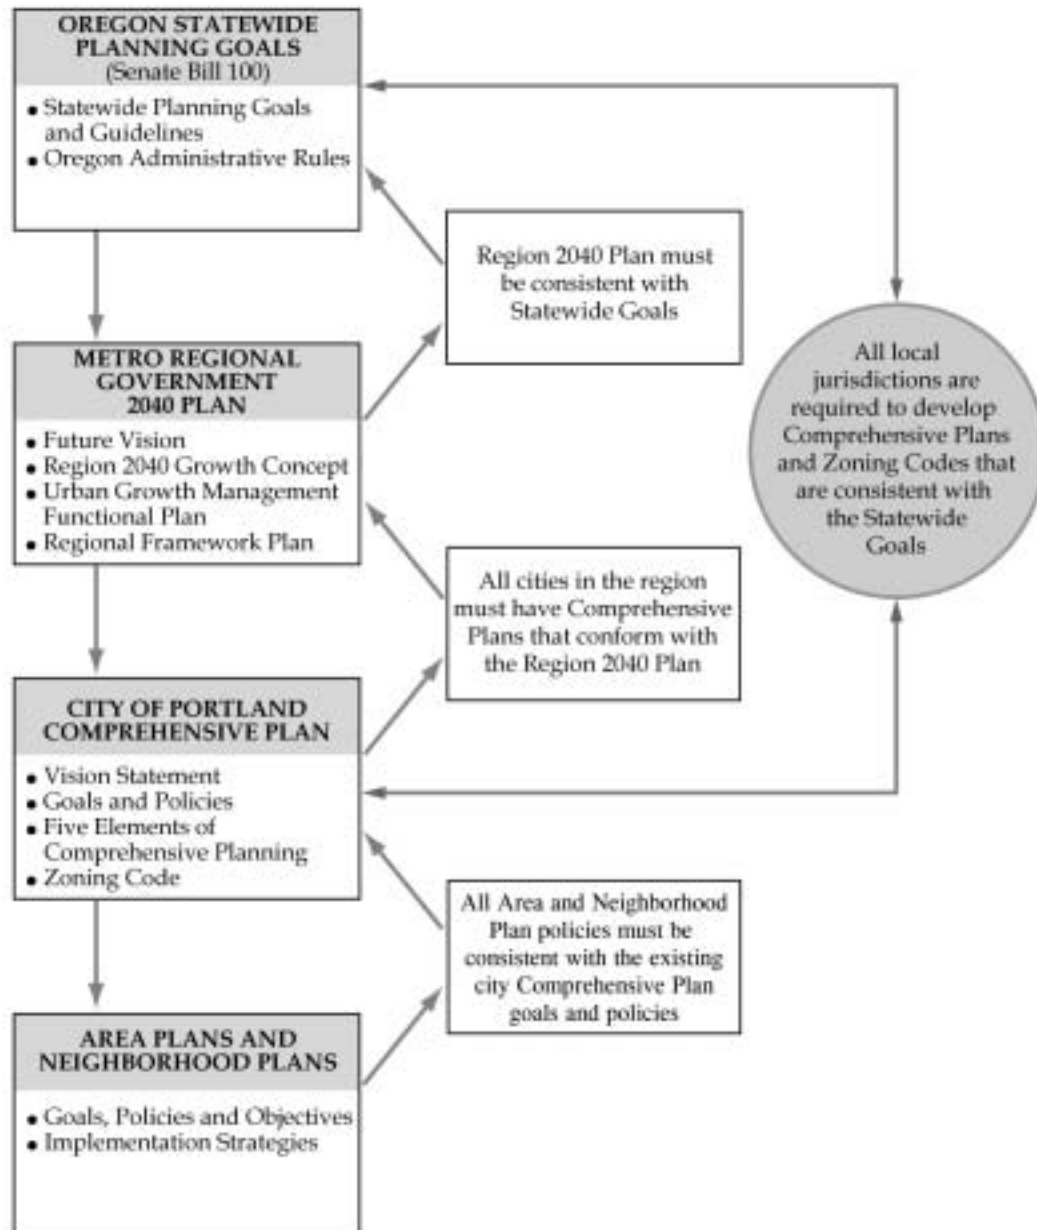 OREGON STATEWIDE
PLANNING GOALS
(Senate Bill 100)
• Statewide Planning Goals
and Guidelines
• Oregon Administrative Rules
Region 2040 Plan must
be consistent with
Statewide Goals
METRO REGIONAL
GOVERNMENT
2040 PLAN
• Future Vision
• Region 2040 Growth Concept
• Urban Growth Management
Functional Plan
• Regional Framework Plan
All local
jurisdictions are
required to develop
Comprehensive Plans
and Zoning Codes that
are consistent with
the Statewide
Goals
All cities in the region
must have Comprehensive
Plans that conform with
the Region 2040 Plan
CITY OF PORTLAND
COMPREHENSIVE PLAN
• Vision Statement
• Goals and Policies
• Five Elements of
Comprehensive Planning
• Zoning Code
All Area and Neighborhood
Plan policies must be
consistent with the existing
city Comprehensive Plan
goals and policies
AREA PLANS AND
NEIGHBORHOOD PLANS
• Goals, Policies and Objectives
• Implementation Strategies